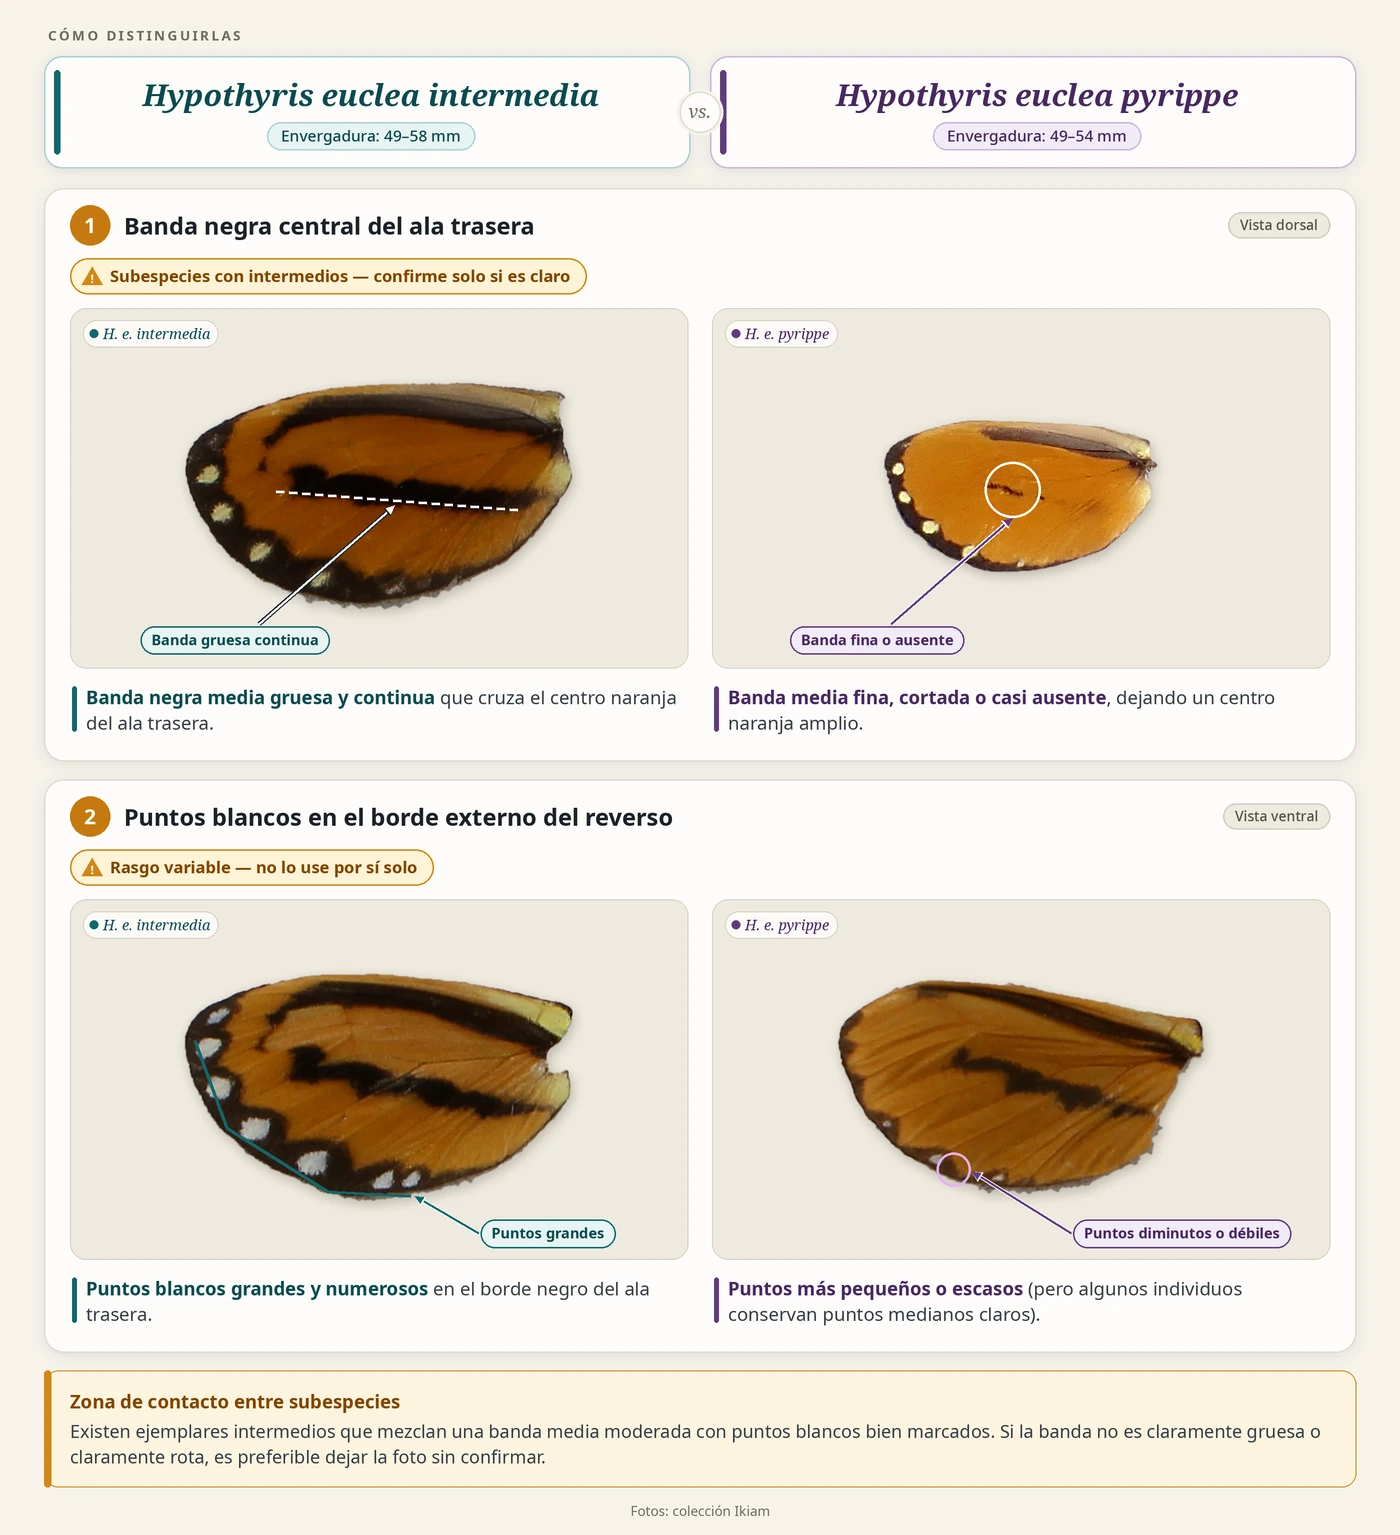 CÓMO DISTINGUIRLAS
Hypothyris euclea intermedia
Envergadura: 49–58 mm
vs.
Hypothyris euclea pyrippe
Envergadura: 49–54 mm
1
Banda negra central del ala trasera
Vista dorsal
Subespecies con intermedios — confirme solo si es claro
H. e. intermedia
Banda gruesa continua
H. e. pyrippe
Banda fina o ausente
Banda negra media gruesa y continua que cruza el centro naranja
del ala trasera.
Banda media fina, cortada o casi ausente, dejando un centro
naranja amplio.
2
Puntos blancos en el borde externo del reverso
Vista ventral
Rasgo variable — no lo use por sí solo
H. e. intermedia
Puntos grandes
H. e. pyrippe
Puntos diminutos o débiles
Puntos blancos grandes y numerosos en el borde negro del ala
trasera.
Puntos más pequeños o escasos (pero algunos individuos
conservan puntos medianos claros).
Zona de contacto entre subespecies
Existen ejemplares intermedios que mezclan una banda media moderada con puntos blancos bien marcados. Si la banda no es claramente gruesa o
claramente rota, es preferible dejar la foto sin confirmar.
Fotos: colección Ikiam